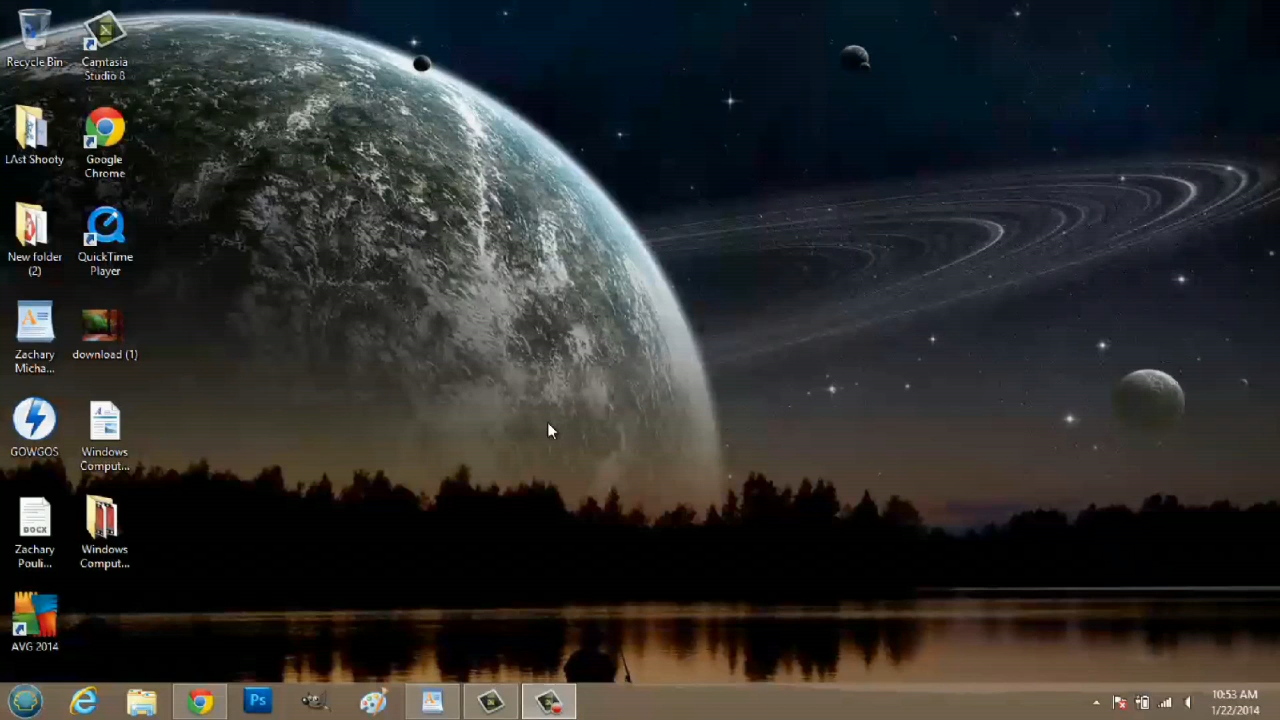 Recycle Bin
Camtasia
Studio 8
LAst Shooty
Google
Chrome
New folder
(2)
QuickTime
Player
Zachary
Micha...
download (1)
GOWGOS
Windows
Comput...
DOCX
Zachary
Pouli...
Windows
Comput...
AVG 2014
Ps
10:53 AM
1/22/2014